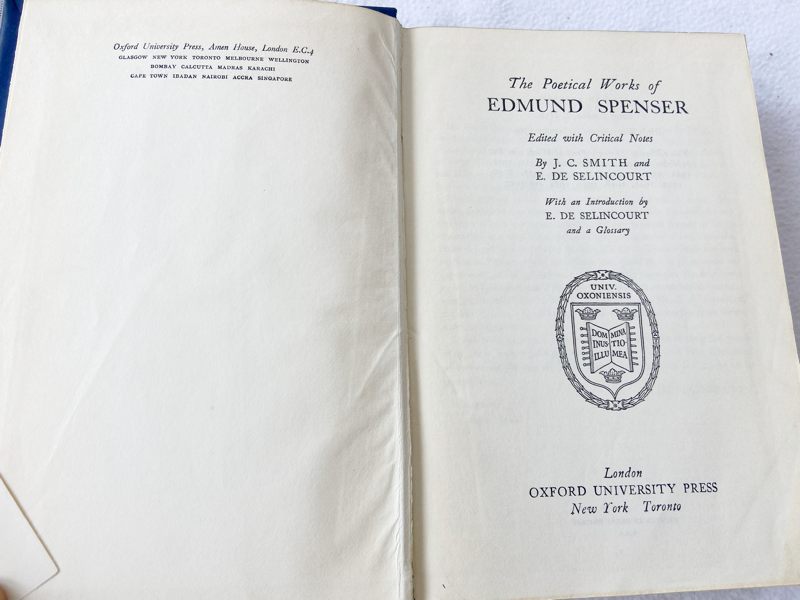 Oxford University Press, Amen House, London E.C.4
GLASGOW NEW YORK TORONTO MELBOURNE WELLINGTON
BOMBAY CALCUTTA MADRAS KARACHI
CAPE TOWN IBADAN NAIROBI ACCRA SINGAPORE
The Poetical Works of
EDMUND SPENSER
Edited with Critical Notes
By J. C. SMITH and
E. DE SELINCOURT
With an Introduction by
E. DE SELINCOURT
and a Glossary
UNIV.
OXONIENSIS
DOM MINA
INUS TIO
ILLU MEA
London
OXFORD UNIVERSITY PRESS
New York Toronto